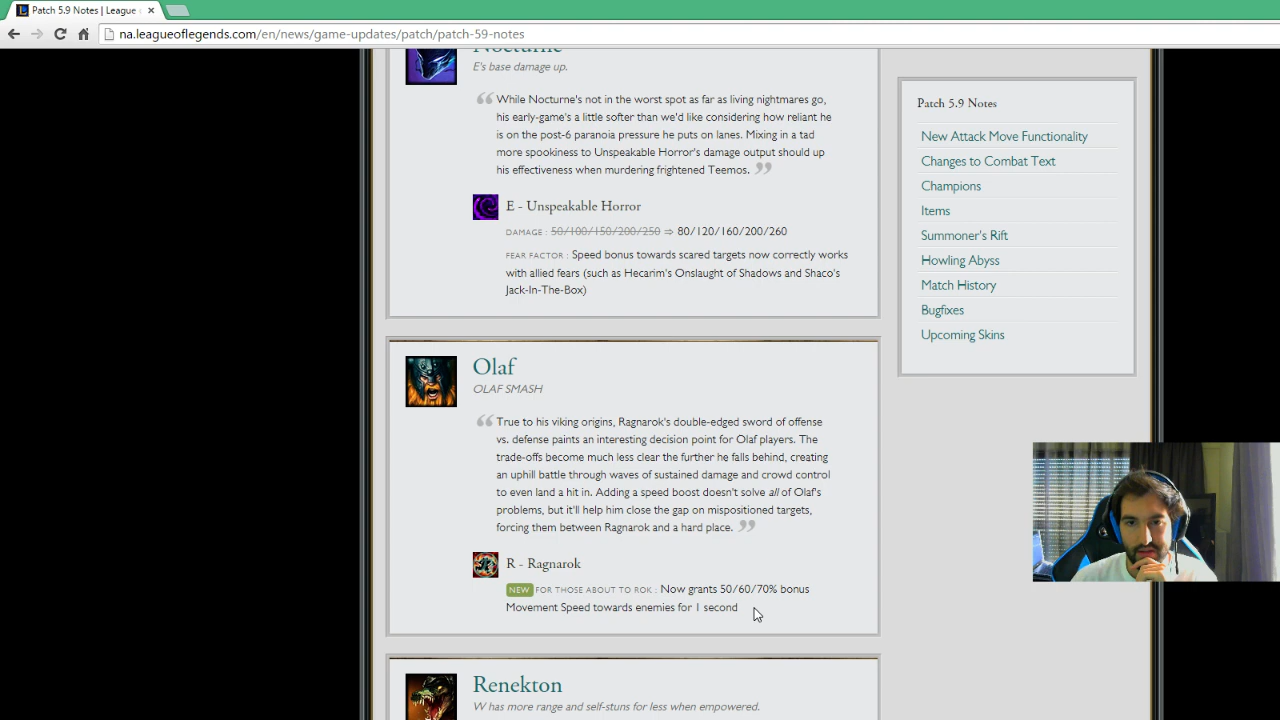 Patch 5.9 Notes | League
na.leagueoflegends.com/en/news/game-updates/patch/patch-59-notes
Nocturne
E's base damage up.
While Nocturne's not in the worst spot as far as living nightmares go,
his early-game's a little softer than we'd like considering how reliant he
is on the post-6 paranoia pressure he puts on lanes. Mixing in a tad
more spookiness to Unspeakable Horror's damage output should up
his effectiveness when murdering frightened Teemos.
E - Unspeakable Horror
DAMAGE : 50/100/150/200/250 ⇒ 80/120/160/200/260
FEAR FACTOR : Speed bonus towards scared targets now correctly works
with allied fears (such as Hecarim's Onslaught of Shadows and Shaco's
Jack-In-The-Box)
Olaf
OLAF SMASH
True to his viking origins, Ragnarok's double-edged sword of offense
vs. defense paints an interesting decision point for Olaf players. The
trade-offs become much less clear the further he falls behind, creating
an uphill battle through waves of sustained damage and crowd control
to even land a hit in. Adding a speed boost doesn't solve all of Olaf's
problems, but it'll help him close the gap on mispositioned targets,
forcing them between Ragnarok and a hard place.
R - Ragnarok
NEW FOR THOSE ABOUT TO ROK : Now grants 50/60/70% bonus
Movement Speed towards enemies for 1 second
Renekton
W has more range and self-stuns for less when empowered.
Patch 5.9 Notes
New Attack Move Functionality
Changes to Combat Text
Champions
Items
Summoner's Rift
Howling Abyss
Match History
Bugfixes
Upcoming Skins